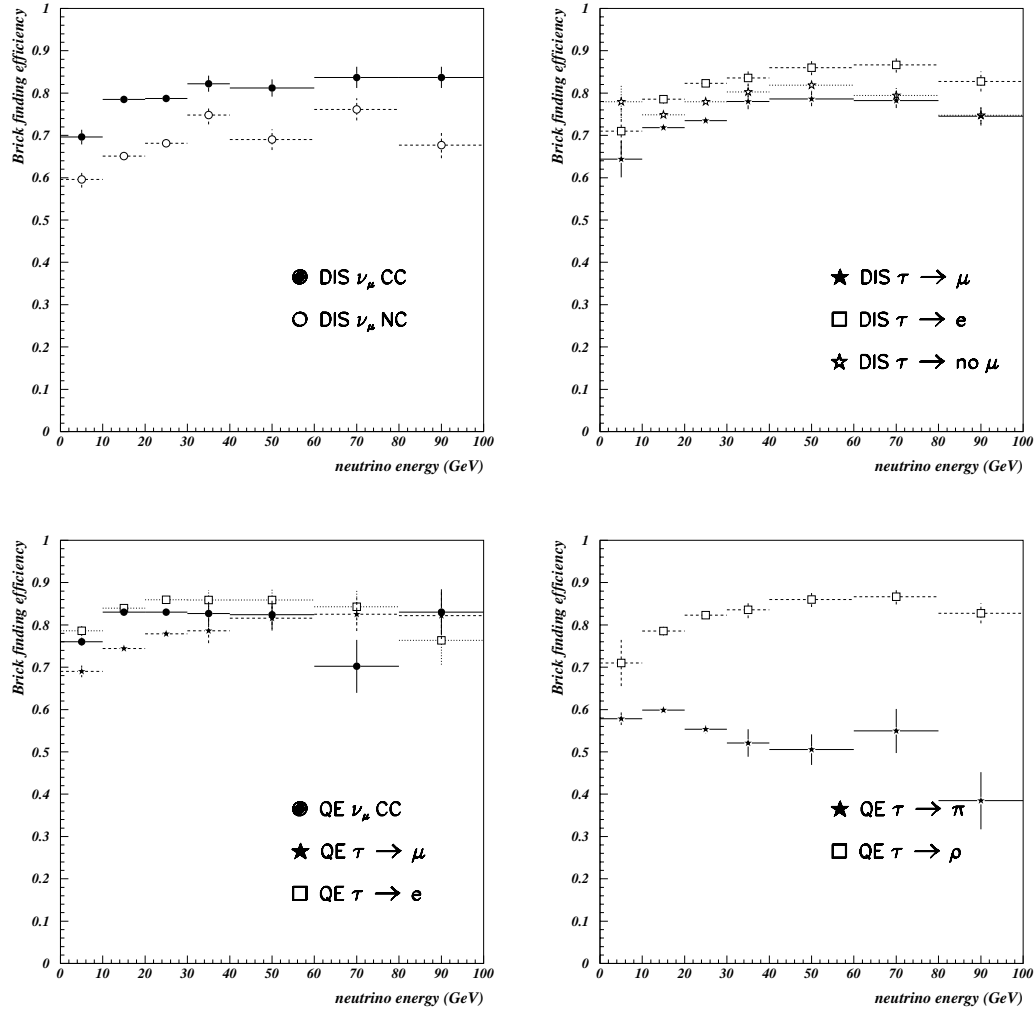 Brick finding efficiency
1
0.9
0.8
0.7
0.6
0.5
0.4
0.3
0.2
0.1
0
DIS νμ CC
DIS νμ NC
0 10 20 30 40 50 60 70 80 90 100
neutrino energy (GeV)
Brick finding efficiency
1
0.9
0.8
0.7
0.6
0.5
0.4
0.3
0.2
0.1
0
DIS τ → μ
DIS τ → e
DIS τ → no μ
0 10 20 30 40 50 60 70 80 90 100
neutrino energy (GeV)
Brick finding efficiency
1
0.9
0.8
0.7
0.6
0.5
0.4
0.3
0.2
0.1
0
QE νμ CC
QE τ → μ
QE τ → e
0 10 20 30 40 50 60 70 80 90 100
neutrino energy (GeV)
Brick finding efficiency
1
0.9
0.8
0.7
0.6
0.5
0.4
0.3
0.2
0.1
0
QE τ → π
QE τ → ρ
0 10 20 30 40 50 60 70 80 90 100
neutrino energy (GeV)